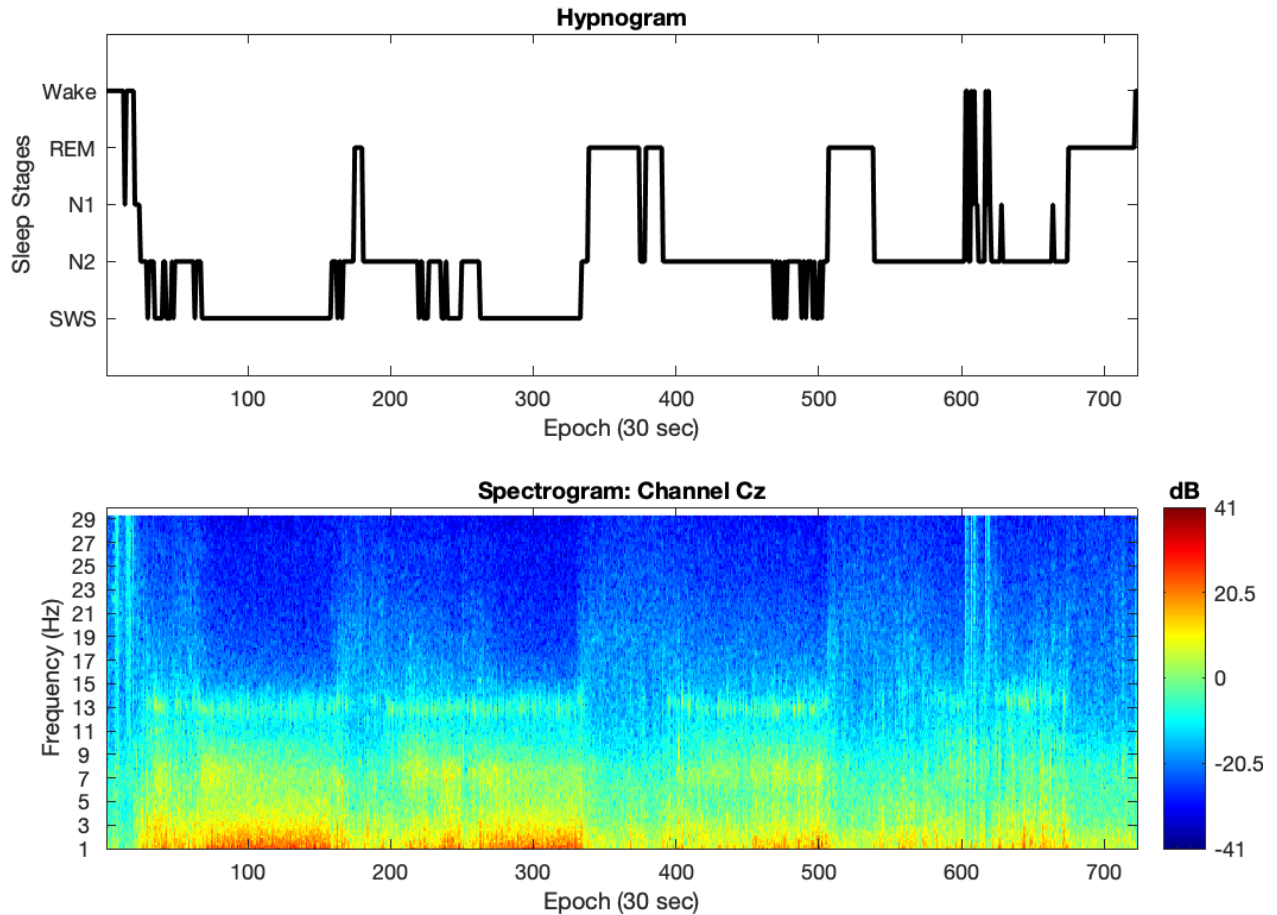 Hypnogram
Wake
REM
N1
N2
SWS
Sleep Stages
100 200 300 400 500 600 700
Epoch (30 sec)
Spectrogram: Channel Cz
dB
29
27
25
23
21
19
17
15
13
11
9
7
5
3
1
Frequency (Hz)
41
20.5
0
-20.5
-41
100 200 300 400 500 600 700
Epoch (30 sec)